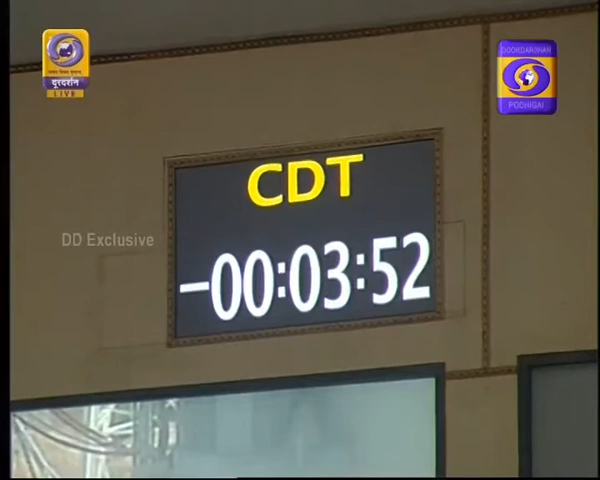 दूरदर्शन
LIVE
DOORDARSHAN
PODHIGAI
CDT
DD Exclusive
−00:03:52